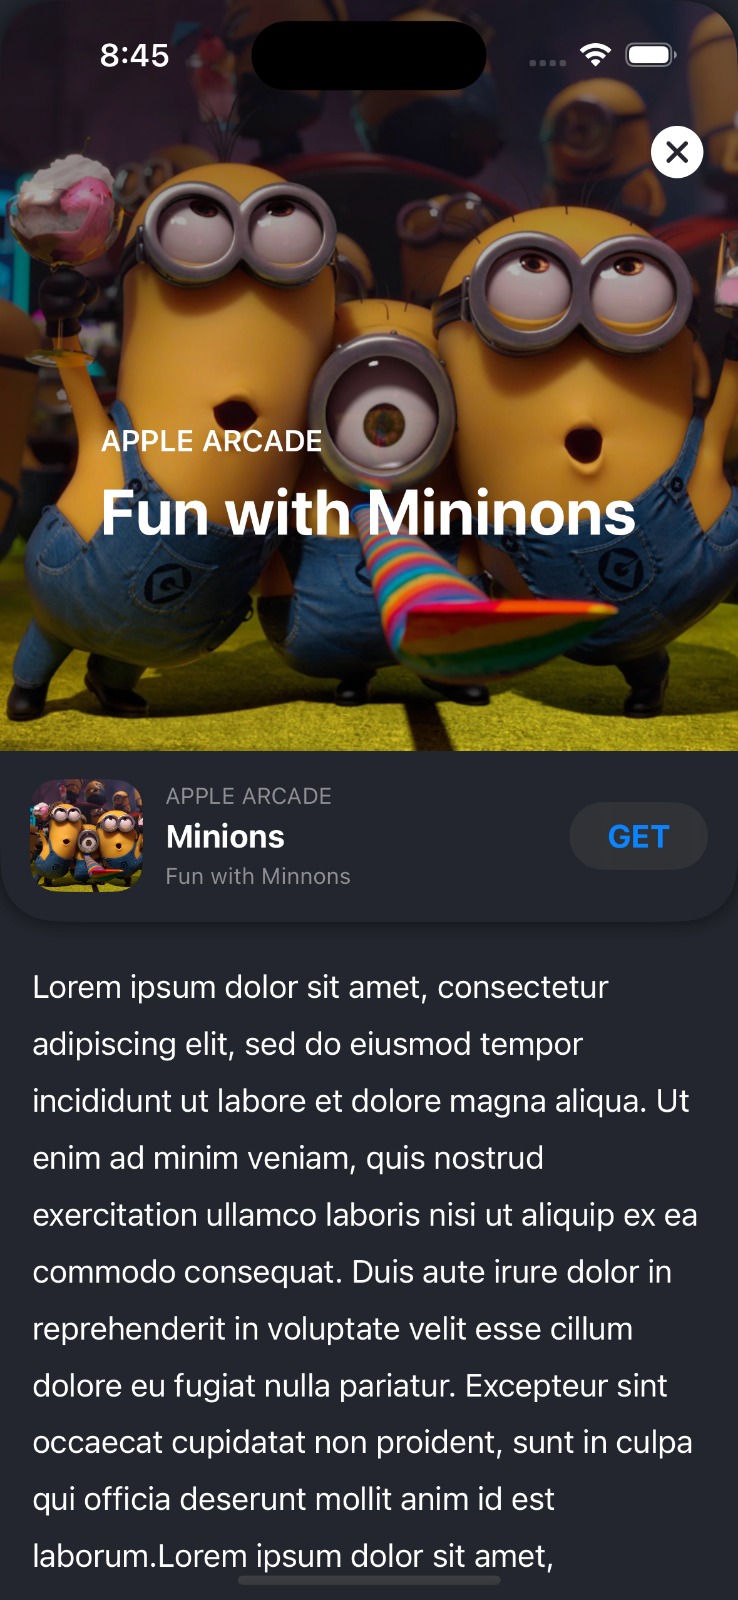 8:45
APPLE ARCADE
Fun with Mininons
APPLE ARCADE
Minions
Fun with Minnons
GET
Lorem ipsum dolor sit amet, consectetur
adipiscing elit, sed do eiusmod tempor
incididunt ut labore et dolore magna aliqua. Ut
enim ad minim veniam, quis nostrud
exercitation ullamco laboris nisi ut aliquip ex ea
commodo consequat. Duis aute irure dolor in
reprehenderit in voluptate velit esse cillum
dolore eu fugiat nulla pariatur. Excepteur sint
occaecat cupidatat non proident, sunt in culpa
qui officia deserunt mollit anim id est
laborum.Lorem ipsum dolor sit amet,